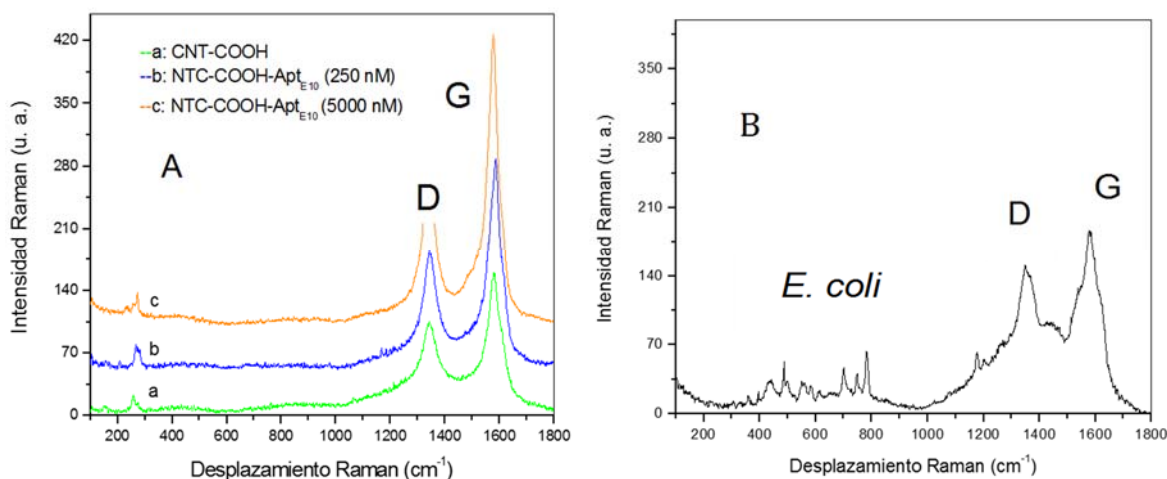 420
350
280
210
140
70
0
Intensidad Raman (u. a.)
a: CNT-COOH
b: NTC-COOH-Apt_E10 (250 nM)
c: NTC-COOH-Apt_E10 (5000 nM)
A
D
G
c
b
a
200 400 600 800 1000 1200 1400 1600 1800
Desplazamiento Raman (cm⁻¹)
350
280
210
140
70
0
Intensidad Raman (u. a.)
B
D
G
E. coli
200 400 600 800 1000 1200 1400 1600 1800
Desplazamiento Raman (cm⁻¹)